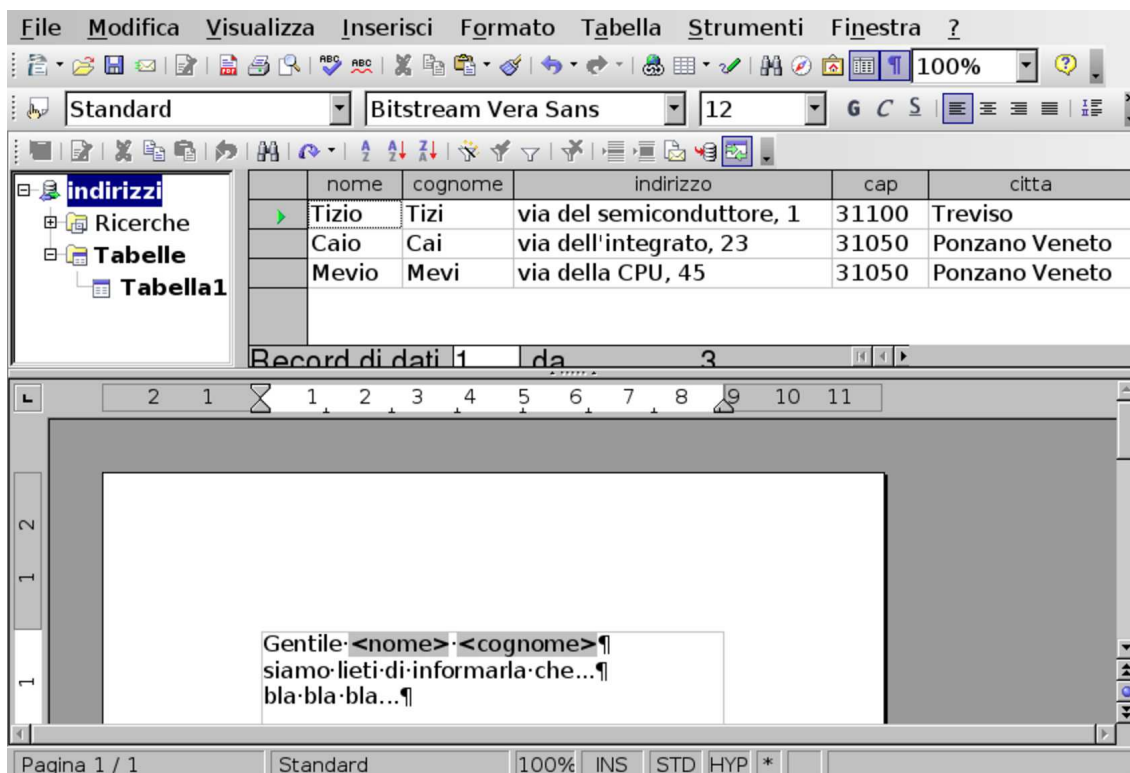 File Modifica Visualizza Inserisci Formato Tabella Strumenti Finestra ?
100%
Standard Bitstream Vera Sans 12 G C S
indirizzi
Ricerche
Tabelle
Tabella1
nome cognome indirizzo cap citta
Tizio Tizi via del semiconduttore, 1 31100 Treviso
Caio Cai via dell'integrato, 23 31050 Ponzano Veneto
Mevio Mevi via della CPU, 45 31050 Ponzano Veneto
Record di dati 1 da 3
2 1 1 2 3 4 5 6 7 8 9 10 11
2
1
1
Gentile·<nome>·<cognome>¶
siamo·lieti·di·informarla·che...¶
bla·bla·bla...¶
Pagina 1 / 1 Standard 100% INS STD HYP *